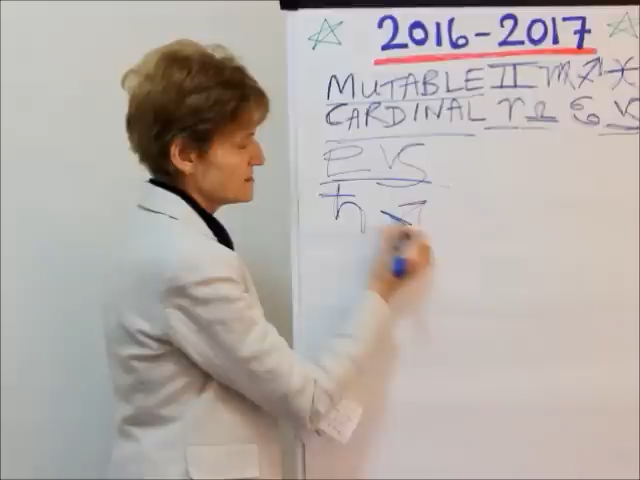 2016-2017
MUTABLE ♊ ♍ ♐ ♓
CARDINAL ♈ ♎ ♋ ♑
♄